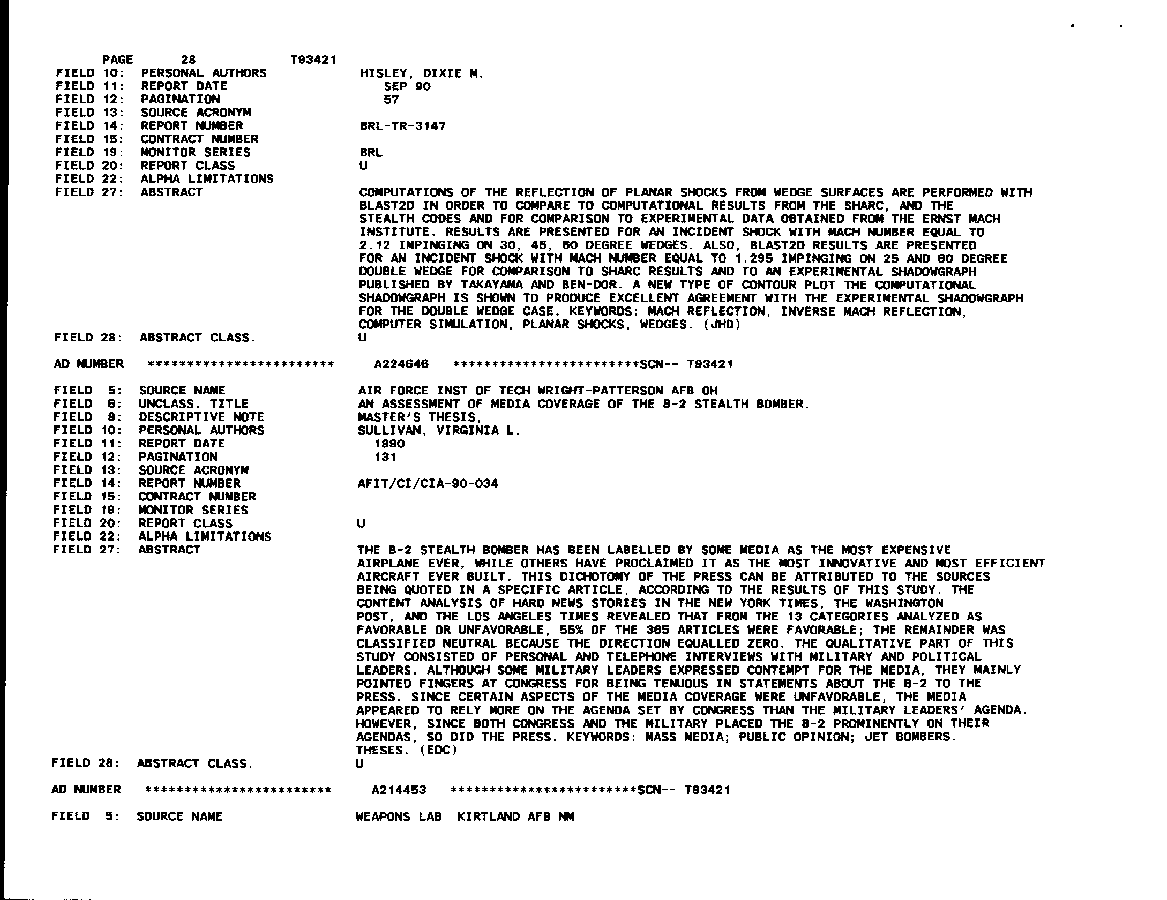 PAGE 28 T93421
FIELD 10: PERSONAL AUTHORS HISLEY, DIXIE M.
FIELD 11: REPORT DATE SEP 90
FIELD 12: PAGINATION 57
FIELD 13: SOURCE ACRONYM
FIELD 14: REPORT NUMBER BRL-TR-3147
FIELD 15: CONTRACT NUMBER
FIELD 19: MONITOR SERIES BRL
FIELD 20: REPORT CLASS U
FIELD 22: ALPHA LIMITATIONS
FIELD 27: ABSTRACT COMPUTATIONS OF THE REFLECTION OF PLANAR SHOCKS FROM WEDGE SURFACES ARE PERFORMED WITH
BLAST2D IN ORDER TO COMPARE TO COMPUTATIONAL RESULTS FROM THE SHARC, AND THE
STEALTH CODES AND FOR COMPARISON TO EXPERIMENTAL DATA OBTAINED FROM THE ERNST MACH
INSTITUTE. RESULTS ARE PRESENTED FOR AN INCIDENT SHOCK WITH MACH NUMBER EQUAL TO
2.12 IMPINGING ON 30, 45, 60 DEGREE WEDGES. ALSO, BLAST2D RESULTS ARE PRESENTED
FOR AN INCIDENT SHOCK WITH MACH NUMBER EQUAL TO 1.295 IMPINGING ON 25 AND 60 DEGREE
DOUBLE WEDGE FOR COMPARISON TO SHARC RESULTS AND TO AN EXPERIMENTAL SHADOWGRAPH
PUBLISHED BY TAKAYAMA AND BEN-DOR. A NEW TYPE OF CONTOUR PLOT THE COMPUTATIONAL
SHADOWGRAPH IS SHOWN TO PRODUCE EXCELLENT AGREEMENT WITH THE EXPERIMENTAL SHADOWGRAPH
FOR THE DOUBLE WEDGE CASE. KEYWORDS: MACH REFLECTION, INVERSE MACH REFLECTION,
COMPUTER SIMULATION, PLANAR SHOCKS, WEDGES. (JHD)
FIELD 28: ABSTRACT CLASS. U
AD NUMBER ************************ A224646 ************************SCN-- T93421
FIELD 5: SOURCE NAME AIR FORCE INST OF TECH WRIGHT-PATTERSON AFB OH
FIELD 6: UNCLASS. TITLE AN ASSESSMENT OF MEDIA COVERAGE OF THE B-2 STEALTH BOMBER.
FIELD 9: DESCRIPTIVE NOTE MASTER'S THESIS,
FIELD 10: PERSONAL AUTHORS SULLIVAN, VIRGINIA L.
FIELD 11: REPORT DATE 1990
FIELD 12: PAGINATION 131
FIELD 13: SOURCE ACRONYM
FIELD 14: REPORT NUMBER AFIT/CI/CIA-90-034
FIELD 15: CONTRACT NUMBER
FIELD 19: MONITOR SERIES
FIELD 20: REPORT CLASS U
FIELD 22: ALPHA LIMITATIONS
FIELD 27: ABSTRACT THE B-2 STEALTH BOMBER HAS BEEN LABELLED BY SOME MEDIA AS THE MOST EXPENSIVE
AIRPLANE EVER, WHILE OTHERS HAVE PROCLAIMED IT AS THE MOST INNOVATIVE AND MOST EFFICIENT
AIRCRAFT EVER BUILT. THIS DICHOTOMY OF THE PRESS CAN BE ATTRIBUTED TO THE SOURCES
BEING QUOTED IN A SPECIFIC ARTICLE, ACCORDING TO THE RESULTS OF THIS STUDY. THE
CONTENT ANALYSIS OF HARD NEWS STORIES IN THE NEW YORK TIMES, THE WASHINGTON
POST, AND THE LOS ANGELES TIMES REVEALED THAT FROM THE 13 CATEGORIES ANALYZED AS
FAVORABLE OR UNFAVORABLE, 55% OF THE 365 ARTICLES WERE FAVORABLE; THE REMAINDER WAS
CLASSIFIED NEUTRAL BECAUSE THE DIRECTION EQUALLED ZERO. THE QUALITATIVE PART OF THIS
STUDY CONSISTED OF PERSONAL AND TELEPHONE INTERVIEWS WITH MILITARY AND POLITICAL
LEADERS. ALTHOUGH SOME MILITARY LEADERS EXPRESSED CONTEMPT FOR THE MEDIA, THEY MAINLY
POINTED FINGERS AT CONGRESS FOR BEING TENUOUS IN STATEMENTS ABOUT THE B-2 TO THE
PRESS. SINCE CERTAIN ASPECTS OF THE MEDIA COVERAGE WERE UNFAVORABLE, THE MEDIA
APPEARED TO RELY MORE ON THE AGENDA SET BY CONGRESS THAN THE MILITARY LEADERS' AGENDA.
HOWEVER, SINCE BOTH CONGRESS AND THE MILITARY PLACED THE B-2 PROMINENTLY ON THEIR
AGENDAS, SO DID THE PRESS. KEYWORDS: MASS MEDIA; PUBLIC OPINION; JET BOMBERS.
THESES. (EDC)
FIELD 28: ABSTRACT CLASS. U
AD NUMBER ************************ A214453 ************************SCN-- T93421
FIELD 5: SOURCE NAME WEAPONS LAB KIRTLAND AFB NM